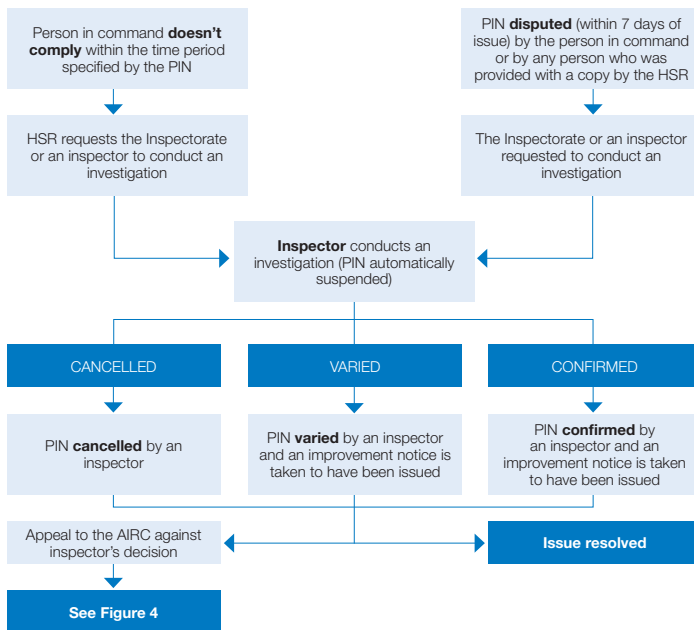 Person in command doesn't
comply within the time period
specified by the PIN
PIN disputed (within 7 days of
issue) by the person in command
or by any person who was
provided with a copy by the HSR
HSR requests the Inspectorate
or an inspector to conduct an
investigation
The Inspectorate or an inspector
requested to conduct an
investigation
Inspector conducts an
investigation (PIN automatically
suspended)
CANCELLED
VARIED
CONFIRMED
PIN cancelled by an
inspector
PIN varied by an inspector
and an improvement notice is
taken to have been issued
PIN confirmed by
an inspector and an
improvement notice is taken
to have been issued
Appeal to the AIRC against
inspector's decision
Issue resolved
See Figure 4